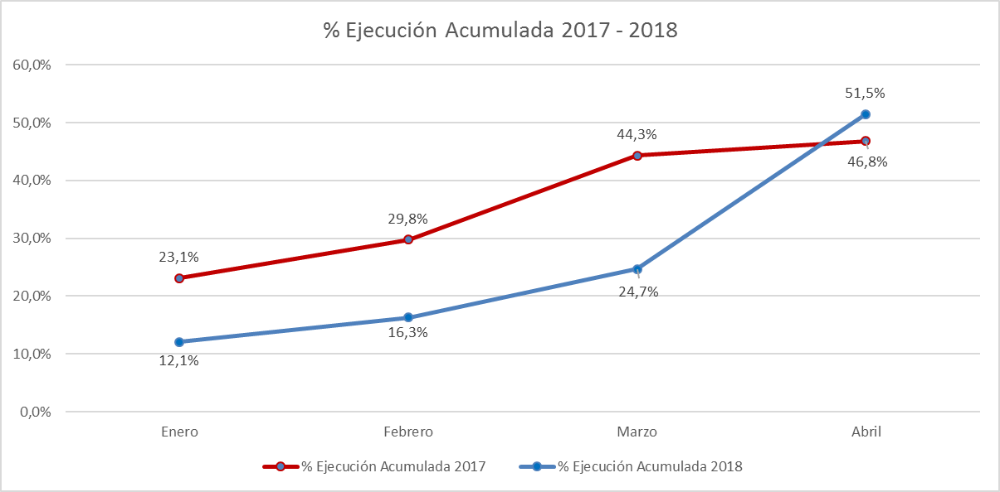 % Ejecución Acumulada 2017 - 2018
60,0%
50,0%
40,0%
30,0%
20,0%
10,0%
0,0%
23,1%
29,8%
44,3%
46,8%
12,1%
16,3%
24,7%
51,5%
Enero
Febrero
Marzo
Abril
% Ejecución Acumulada 2017
% Ejecución Acumulada 2018